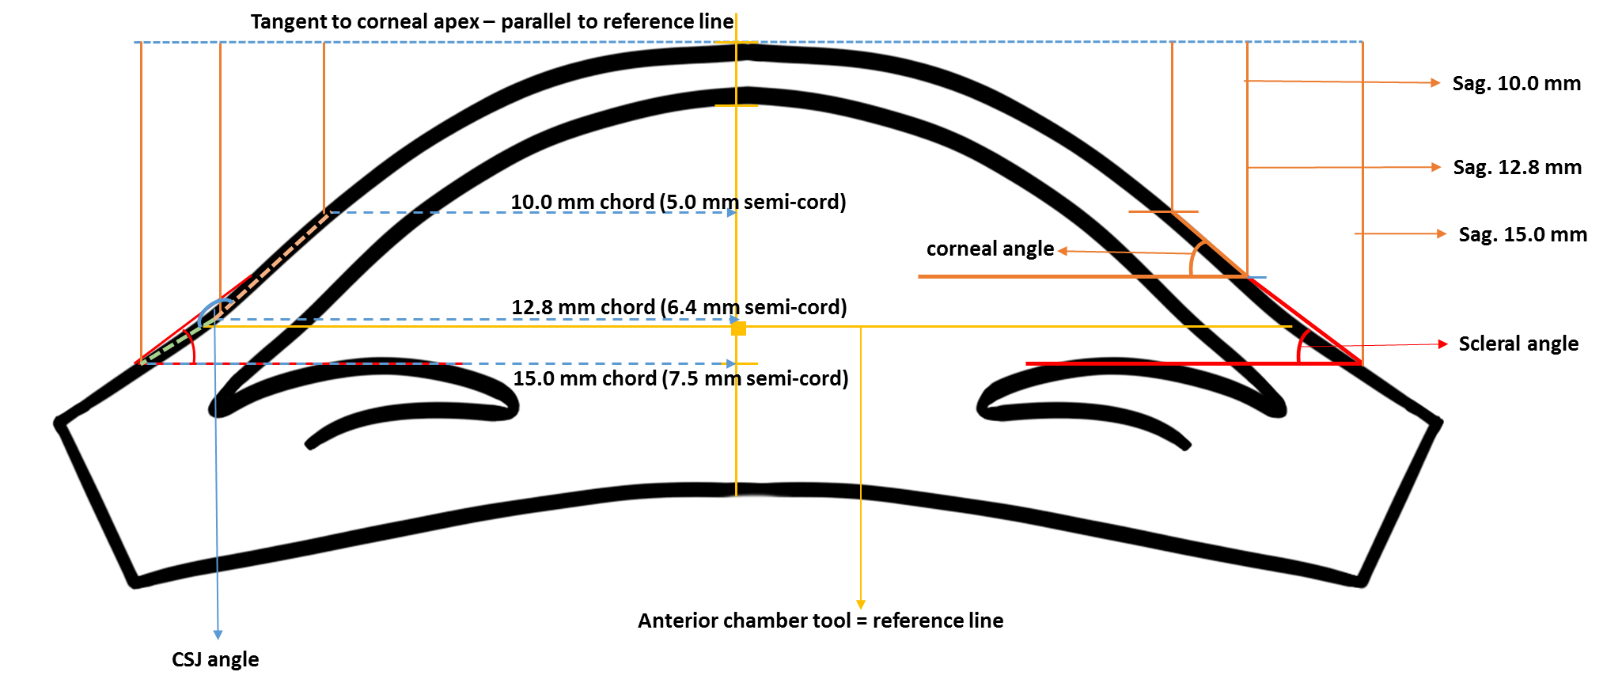 Tangent to corneal apex – parallel to reference line
Sag. 10.0 mm
Sag. 12.8 mm
10.0 mm chord (5.0 mm semi-cord)
Sag. 15.0 mm
corneal angle
12.8 mm chord (6.4 mm semi-cord)
Scleral angle
15.0 mm chord (7.5 mm semi-cord)
Anterior chamber tool = reference line
CSJ angle